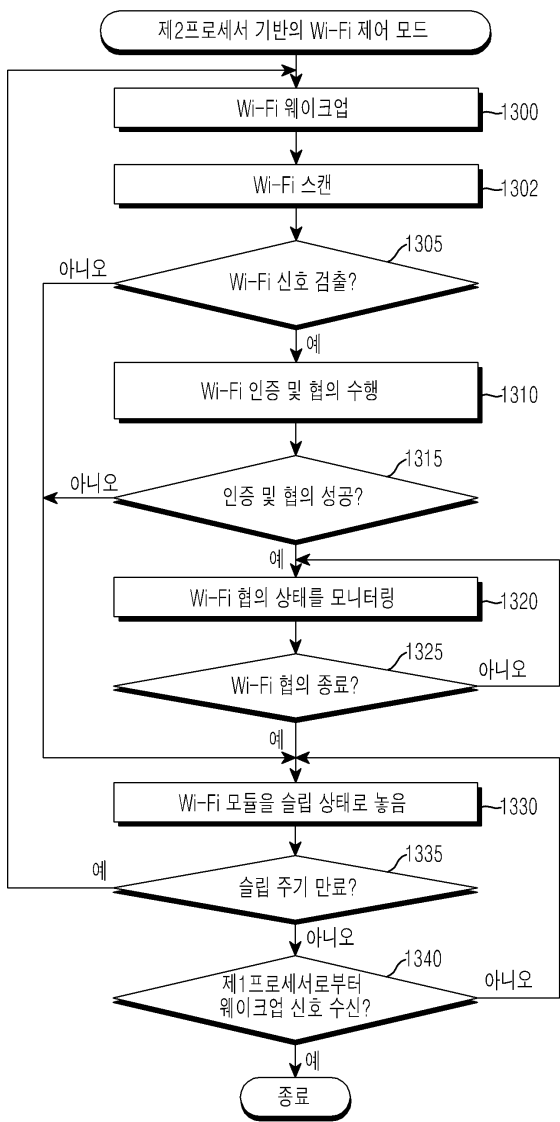 제2프로세서 기반의 Wi-Fi 제어 모드
Wi-Fi 웨이크업
1300
Wi-Fi 스캔
1302
1305
아니오
Wi-Fi 신호 검출?
예
Wi-Fi 인증 및 협의 수행
1310
1315
아니오
인증 및 협의 성공?
예
Wi-Fi 협의 상태를 모니터링
1320
1325
아니오
Wi-Fi 협의 종료?
예
Wi-Fi 모듈을 슬립 상태로 놓음
1330
1335
예
슬립 주기 만료?
아니오
1340
아니오
제1프로세서로부터
웨이크업 신호 수신?
예
종료